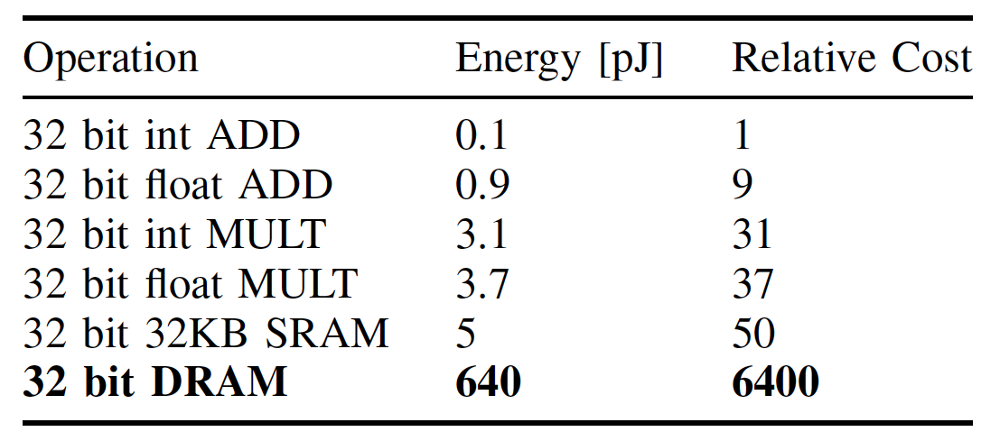 Operation Energy [pJ] Relative Cost
32 bit int ADD 0.1 1
32 bit float ADD 0.9 9
32 bit int MULT 3.1 31
32 bit float MULT 3.7 37
32 bit 32KB SRAM 5 50
32 bit DRAM 640 6400